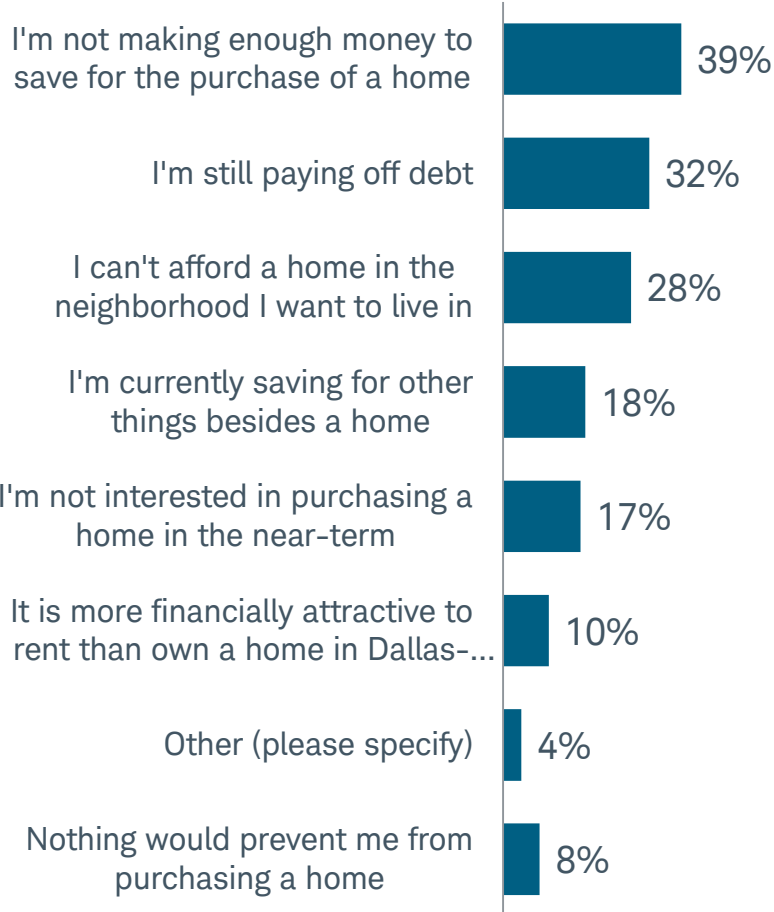 I'm not making enough money to
save for the purchase of a home
39%
I'm still paying off debt
32%
I can't afford a home in the
neighborhood I want to live in
28%
I'm currently saving for other
things besides a home
18%
I'm not interested in purchasing a
home in the near-term
17%
It is more financially attractive to
rent than own a home in Dallas-...
10%
Other (please specify)
4%
Nothing would prevent me from
purchasing a home
8%